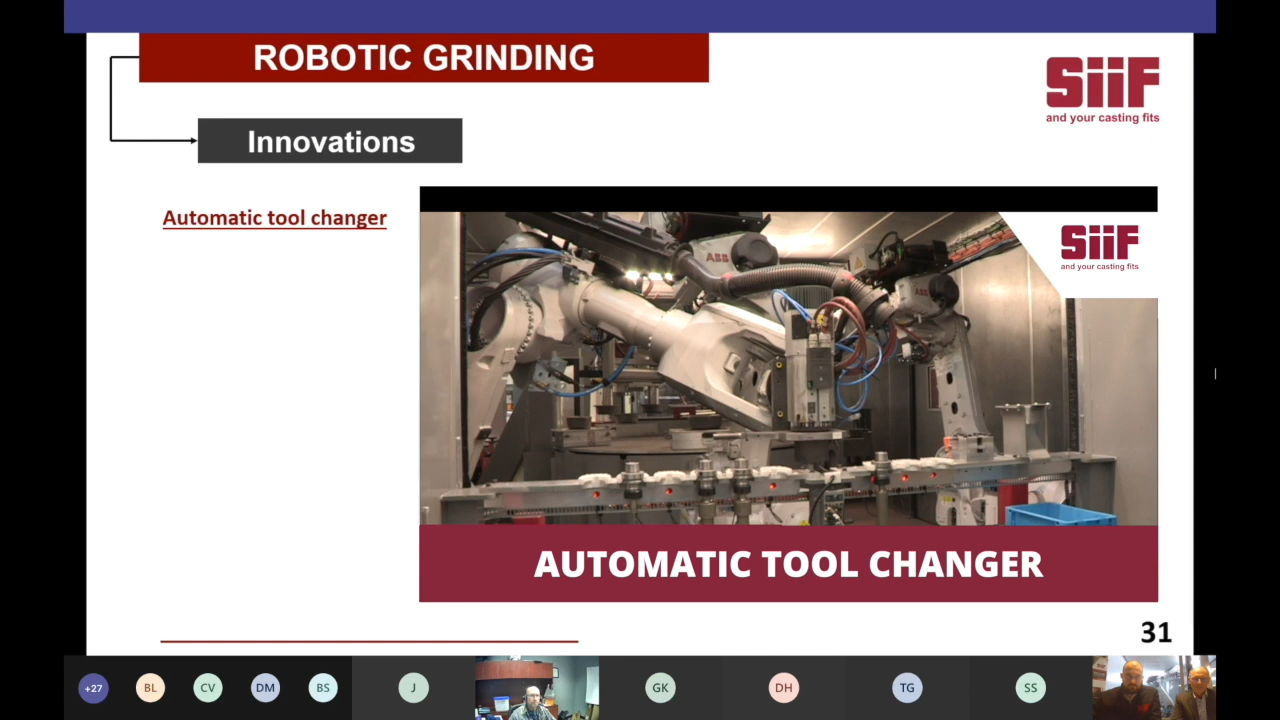 ROBOTIC GRINDING
SiiF
and your casting fits
Innovations
Automatic tool changer
SiiF
and your casting fits
ABB
ABB
AUTOMATIC TOOL CHANGER
31
+27
BL
CV
DM
BS
J
GK
DH
TG
SS